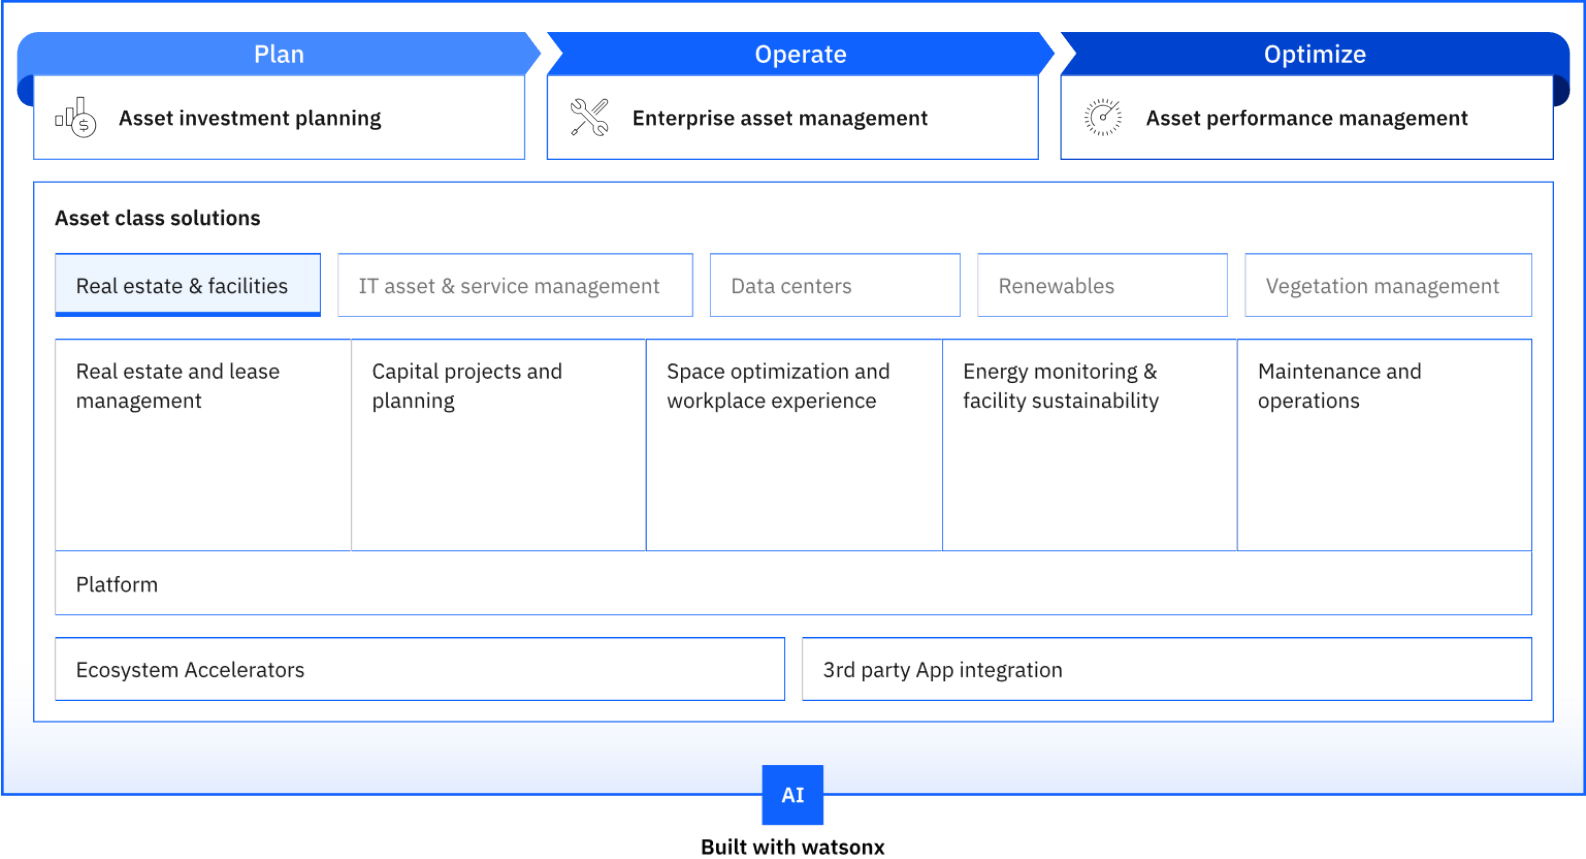 Plan
Operate
Optimize
$
Asset investment planning
Enterprise asset management
Asset performance management
Asset class solutions
Real estate & facilities
IT asset & service management
Data centers
Renewables
Vegetation management
Real estate and lease
management
Capital projects and
planning
Space optimization and
workplace experience
Energy monitoring &
facility sustainability
Maintenance and
operations
Platform
Ecosystem Accelerators
3rd party App integration
AI
Built with watsonx